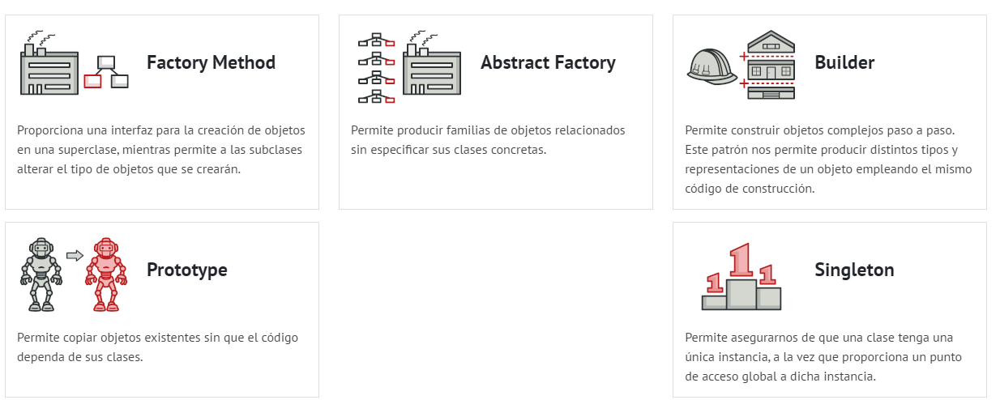 Factory Method
Proporciona una interfaz para la creación de objetos
en una superclase, mientras permite a las subclases
alterar el tipo de objetos que se crearán.
Abstract Factory
Permite producir familias de objetos relacionados
sin especificar sus clases concretas.
Builder
Permite construir objetos complejos paso a paso.
Este patrón nos permite producir distintos tipos y
representaciones de un objeto empleando el mismo
código de construcción.
Prototype
Permite copiar objetos existentes sin que el código
dependa de sus clases.
1
1
1
Singleton
Permite asegurarnos de que una clase tenga una
única instancia, a la vez que proporciona un punto
de acceso global a dicha instancia.